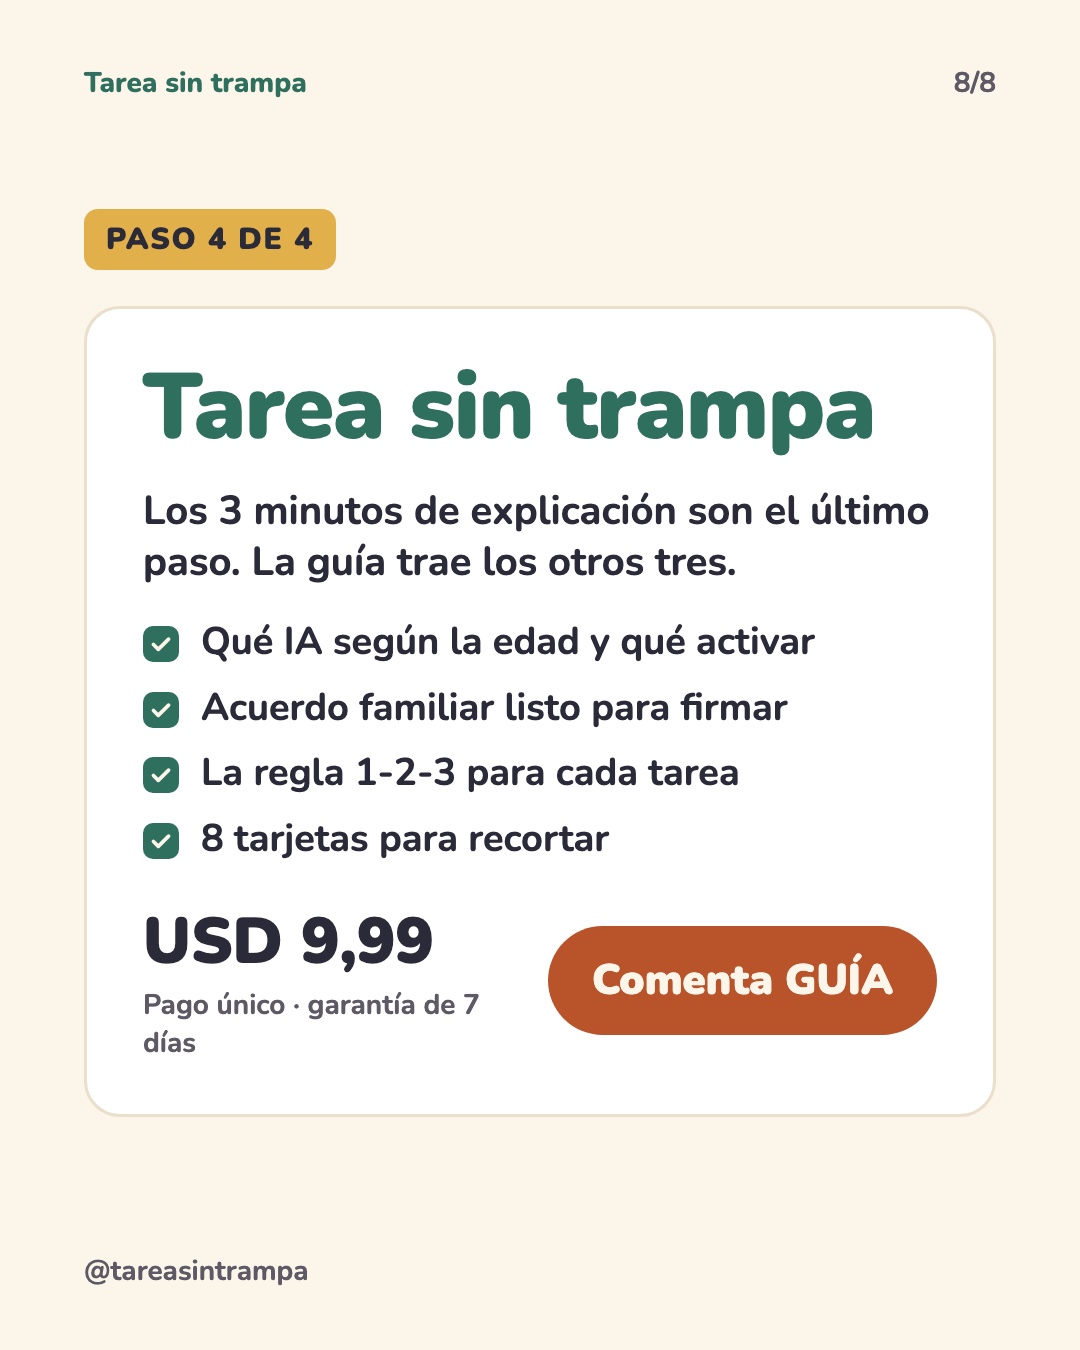 Tarea sin trampa
8/8
PASO 4 DE 4
Tarea sin trampa
Los 3 minutos de explicación son el último
paso. La guía trae los otros tres.
Qué IA según la edad y qué activar
Acuerdo familiar listo para firmar
La regla 1-2-3 para cada tarea
8 tarjetas para recortar
USD 9,99
Pago único · garantía de 7
días
Comenta GUÍA
@tareasintrampa